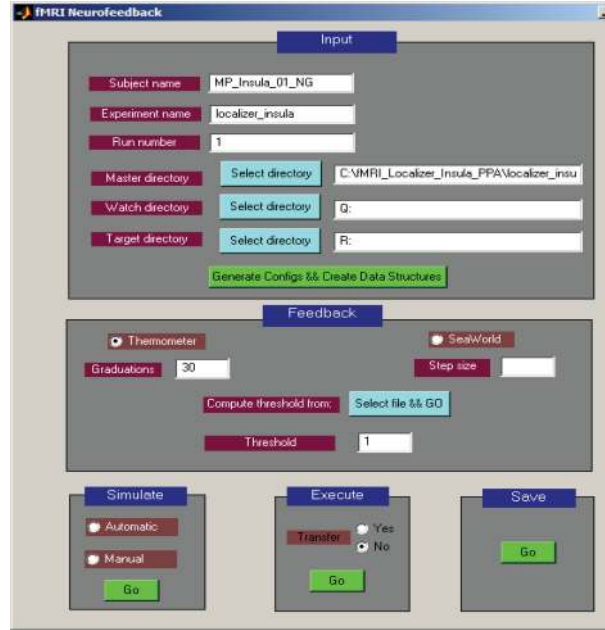 fMRI Neurofeedback
Input
Subject name MP_Insula_01_NG
Experiment name localizer_insula
Run number 1
Master directory Select directory C:\fMRI_Localizer_Insula_PPA\localizer_insu
Watch directory Select directory Q:
Target directory Select directory R:
Generate Configs && Create Data Structures
Feedback
Thermometer SeaWorld
Graduations 30 Step size
Compute threshold from: Select file && GO
Threshold 1
Simulate Execute Save
Automatic Transfer Yes
Manual No Go
Go Go